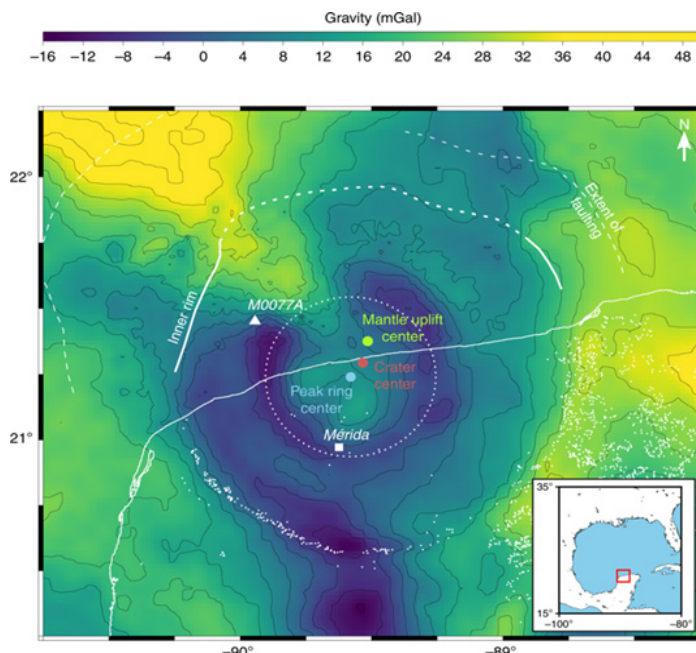 Gravity (mGal)
−16 −12 −8 −4 0 4 8 12 16 20 24 28 32 36 40 44 48
N
22°
Extent of
faulting
Inner rim
M0077A
Mantle uplift
center
Crater
center
Peak ring
center
Mérida
21°
35°
15°
−100° −80°
−90° −89°